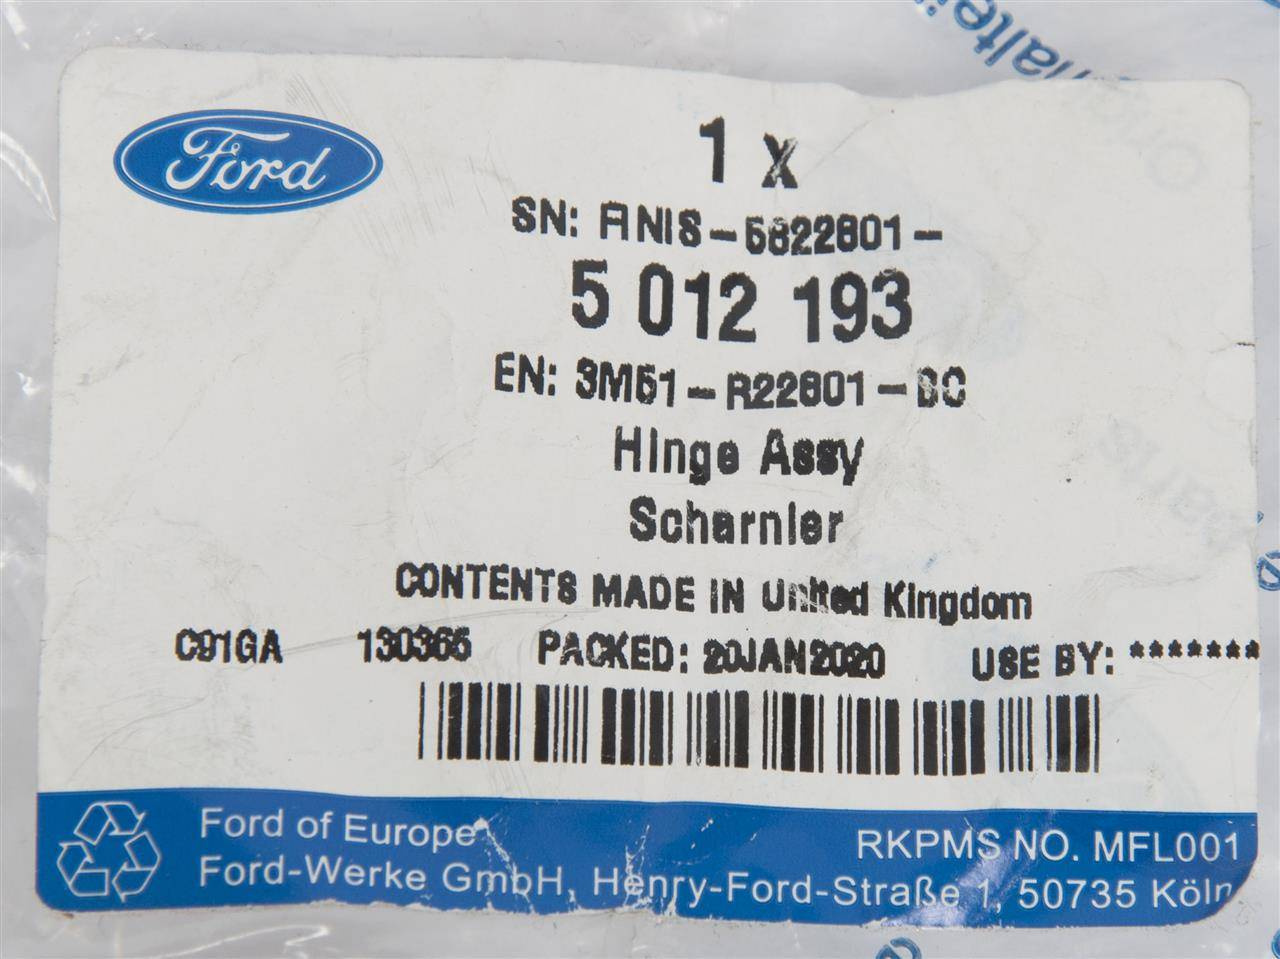 Ford
1 x
SN: FINIS-5822801-
5 012 193
EN: 3M51-R22801-BC
Hinge Assy
Scharnier
CONTENTS MADE IN United Kingdom
C91GA 130365 PACKED: 20JAN2020 USE BY: *******
Ford of Europe
Ford-Werke GmbH, Henry-Ford-Straße 1, 50735 Köln
RKPMS NO. MFL001